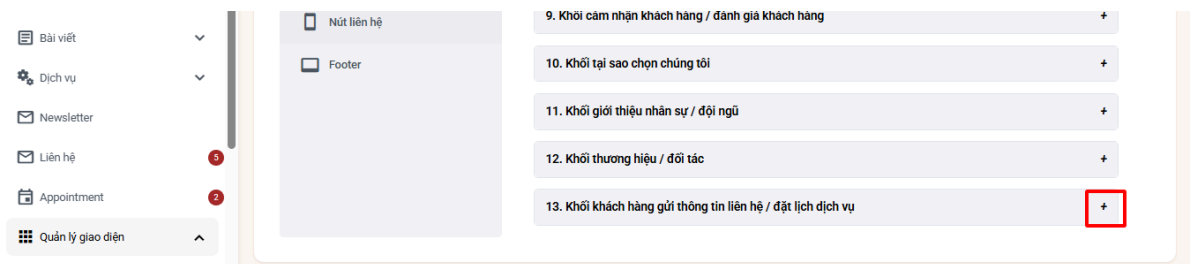 Bài viết
Dịch vụ
Newsletter
Liên hệ 5
Appointment 2
Quản lý giao diện
Nút liên hệ
Footer
9. Khối cảm nhận khách hàng / đánh giá khách hàng +
10. Khối tại sao chọn chúng tôi +
11. Khối giới thiệu nhân sự / đội ngũ +
12. Khối thương hiệu / đối tác +
13. Khối khách hàng gửi thông tin liên hệ / đặt lịch dịch vụ +